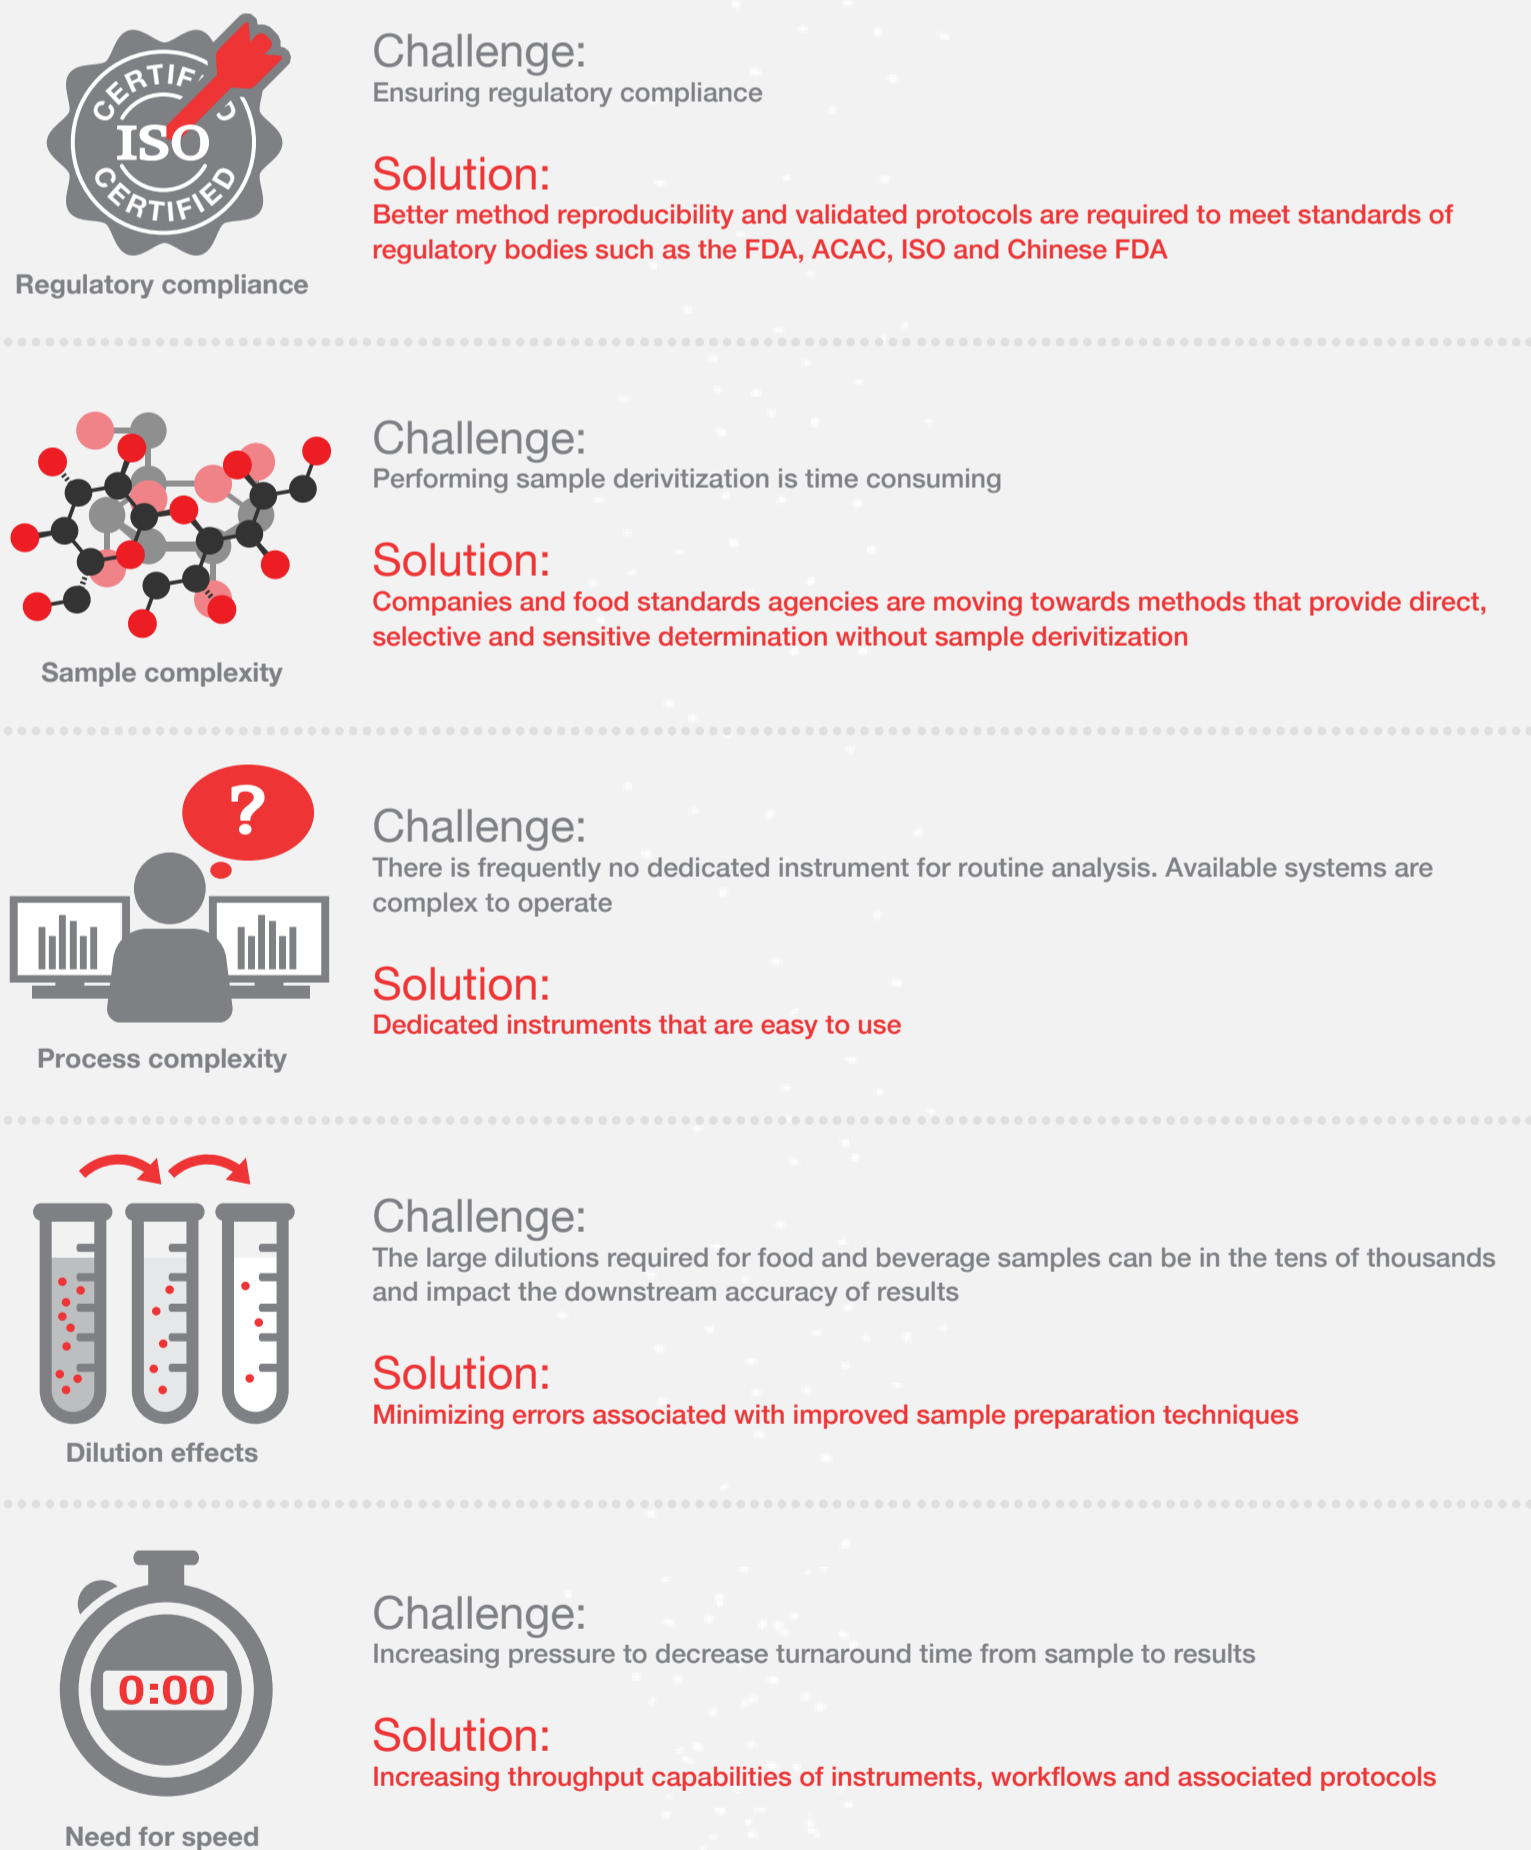 CERTIF
ISO
CERTIFIED
Regulatory compliance
Challenge:
Ensuring regulatory compliance
Solution:
Better method reproducibility and validated protocols are required to meet standards of
regulatory bodies such as the FDA, ACAC, ISO and Chinese FDA
Sample complexity
Challenge:
Performing sample derivitization is time consuming
Solution:
Companies and food standards agencies are moving towards methods that provide direct,
selective and sensitive determination without sample derivitization
?
Process complexity
Challenge:
There is frequently no dedicated instrument for routine analysis. Available systems are
complex to operate
Solution:
Dedicated instruments that are easy to use
Dilution effects
Challenge:
The large dilutions required for food and beverage samples can be in the tens of thousands
and impact the downstream accuracy of results
Solution:
Minimizing errors associated with improved sample preparation techniques
0:00
Need for speed
Challenge:
Increasing pressure to decrease turnaround time from sample to results
Solution:
Increasing throughput capabilities of instruments, workflows and associated protocols